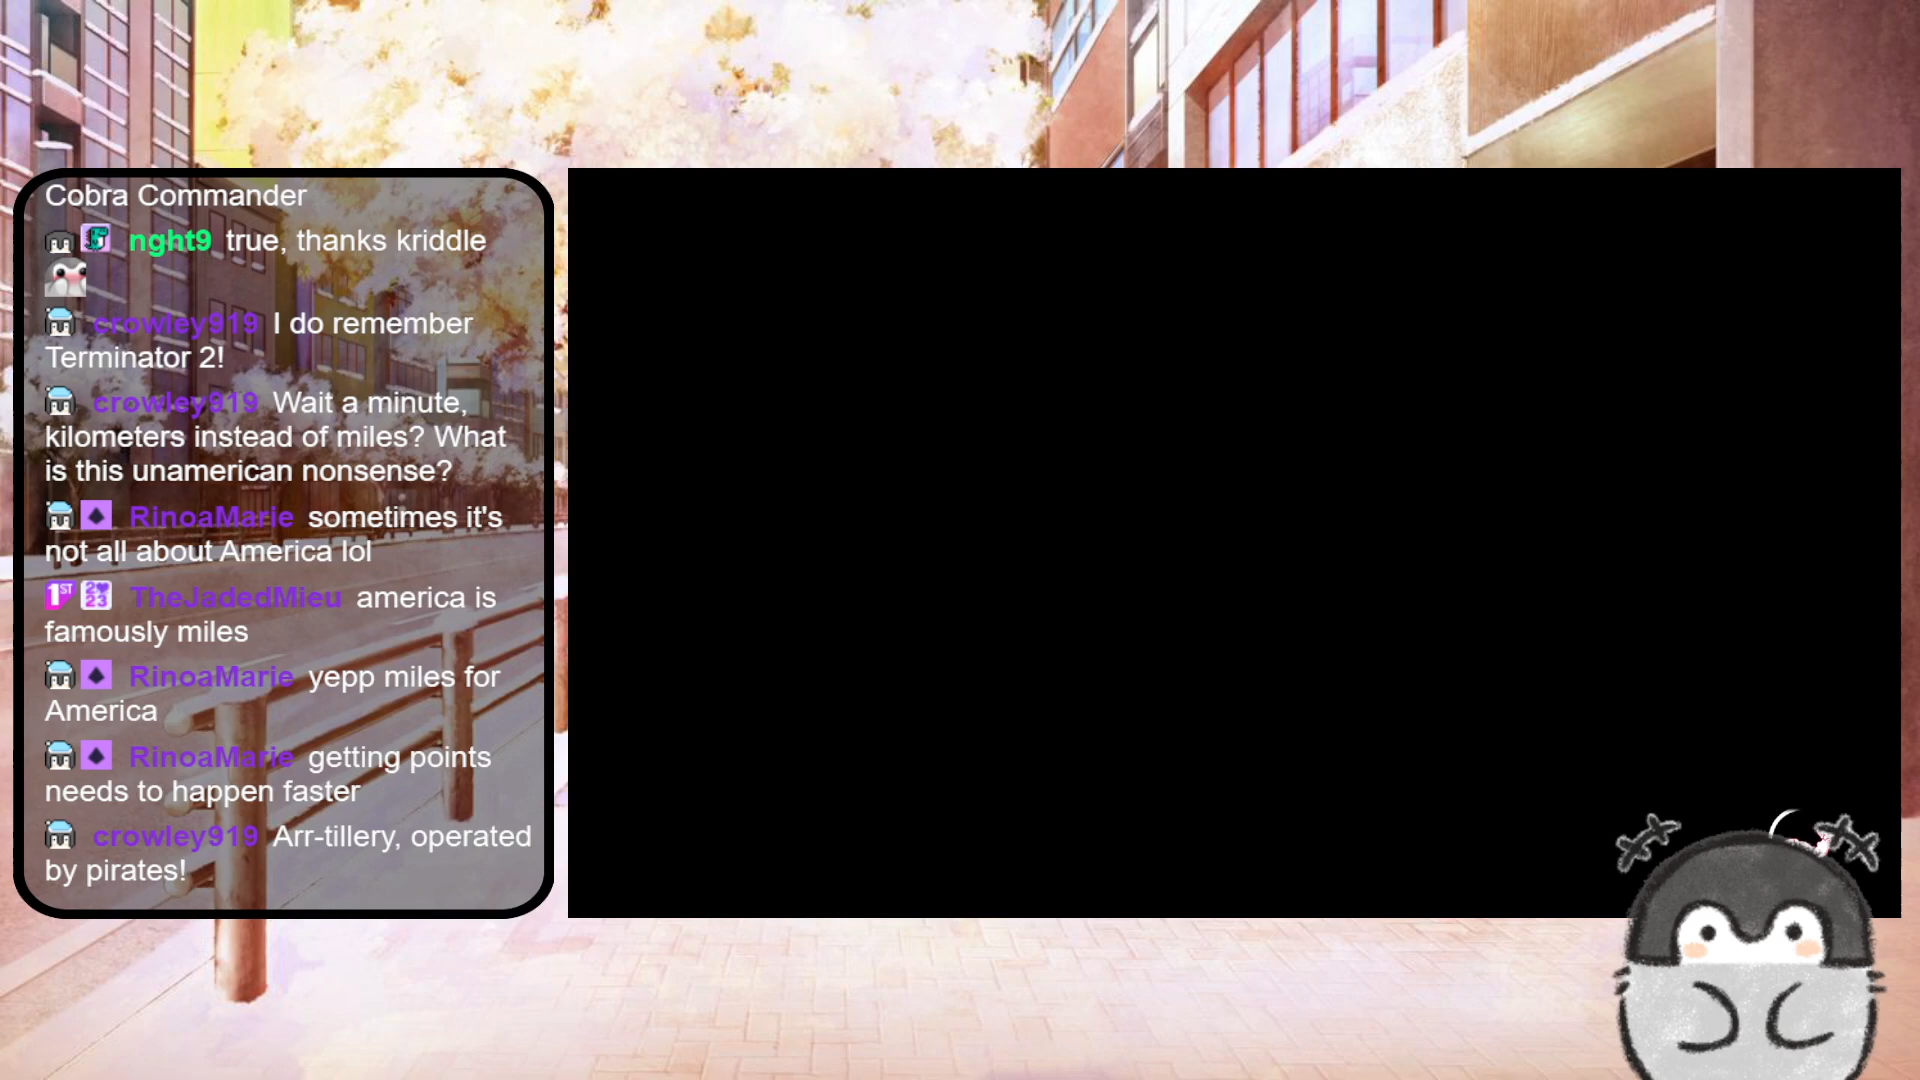 Cobra Commander
nght9 true, thanks kriddle
crowley919 I do remember
Terminator 2!
crowley919 Wait a minute,
kilometers instead of miles? What
is this unamerican nonsense?
RinoaMarie sometimes it's
not all about America lol
1ST 2 23 TheJadedMieu america is
famously miles
RinoaMarie yepp miles for
America
RinoaMarie getting points
needs to happen faster
crowley919 Arr-tillery, operated
by pirates!